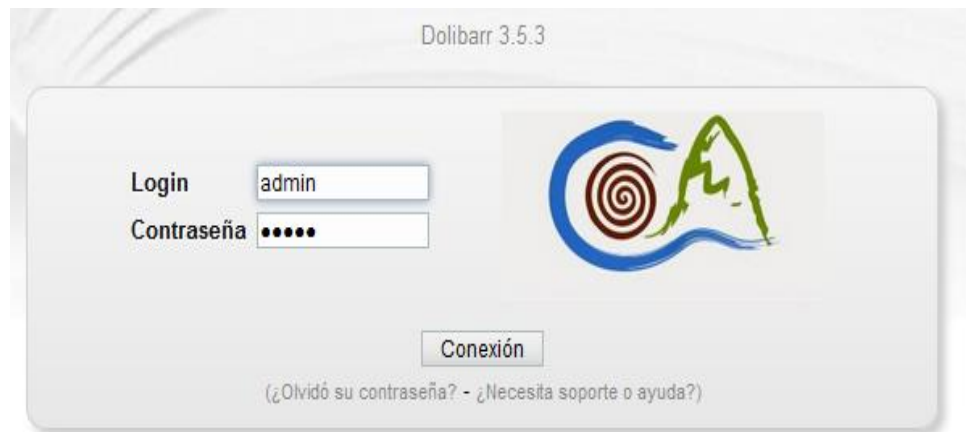 Dolibarr 3.5.3
Login admin
Contraseña •••••
Conexión
(¿Olvidó su contraseña? - ¿Necesita soporte o ayuda?)